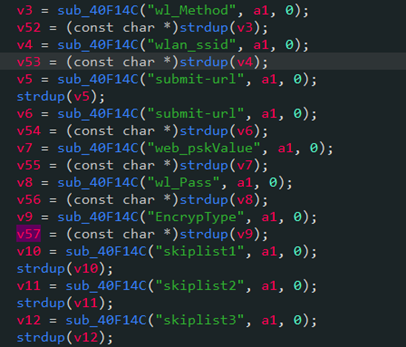 v3 = sub_40F14C("wl_Method", a1, 0);
v52 = (const char *)strdup(v3);
v4 = sub_40F14C("wlan_ssid", a1, 0);
v53 = (const char *)strdup(v4);
v5 = sub_40F14C("submit-url", a1, 0);
strdup(v5);
v6 = sub_40F14C("submit-url", a1, 0);
v54 = (const char *)strdup(v6);
v7 = sub_40F14C("web_pskValue", a1, 0);
v55 = (const char *)strdup(v7);
v8 = sub_40F14C("wl_Pass", a1, 0);
v56 = (const char *)strdup(v8);
v9 = sub_40F14C("EncrypType", a1, 0);
v57 = (const char *)strdup(v9);
v10 = sub_40F14C("skiplist1", a1, 0);
strdup(v10);
v11 = sub_40F14C("skiplist2", a1, 0);
strdup(v11);
v12 = sub_40F14C("skiplist3", a1, 0);
strdup(v12);